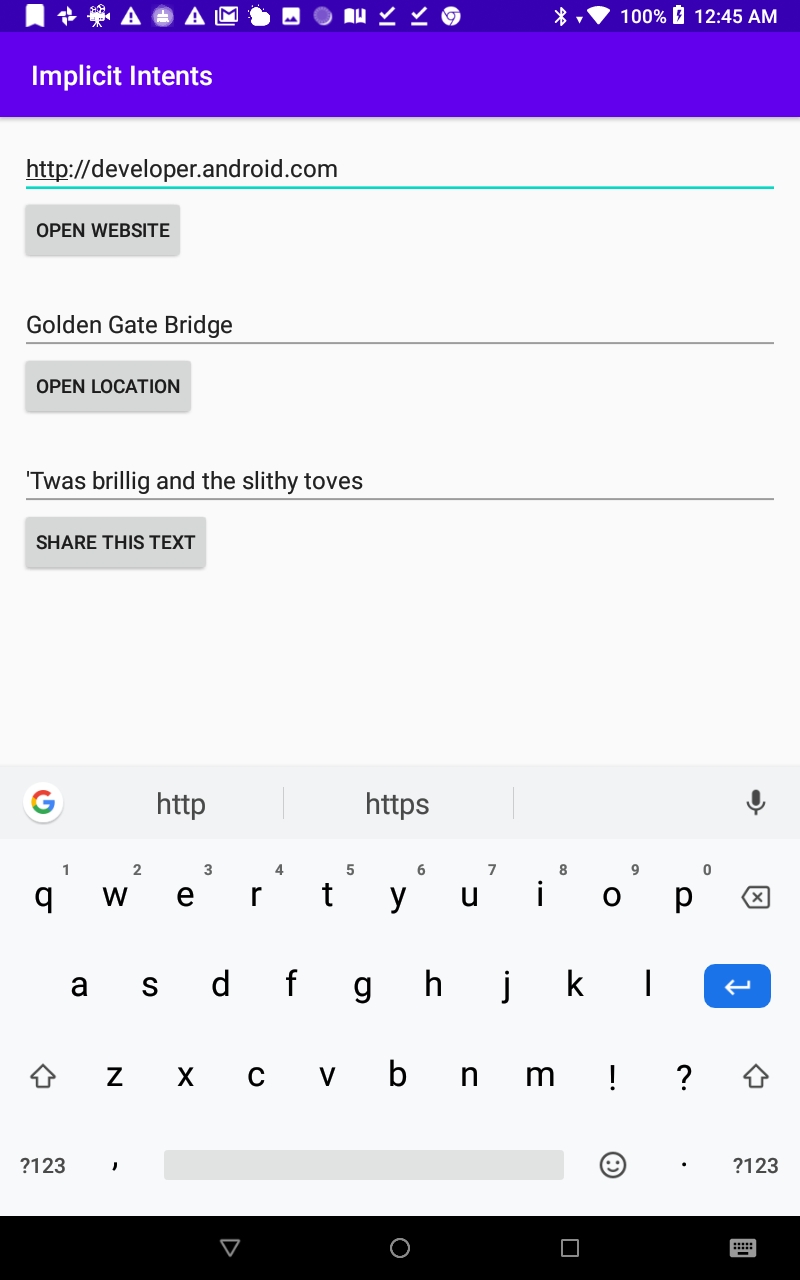 100% 12:45 AM
Implicit Intents
http://developer.android.com
OPEN WEBSITE
Golden Gate Bridge
OPEN LOCATION
'Twas brillig and the slithy toves
SHARE THIS TEXT
G http https
1 2 3 4 5 6 7 8 9 0
q w e r t y u i o p
a s d f g h j k l
z x c v b n m ! ?
?123 , . ?123